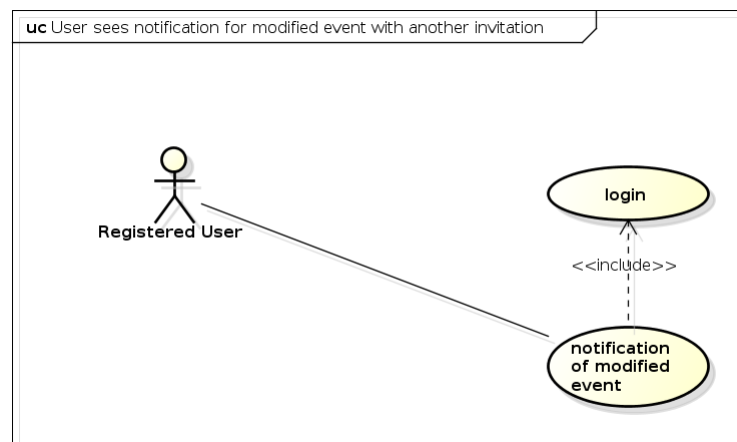 uc User sees notification for modified event with another invitation
login
Registered User
<<include>>
notification
of modified
event